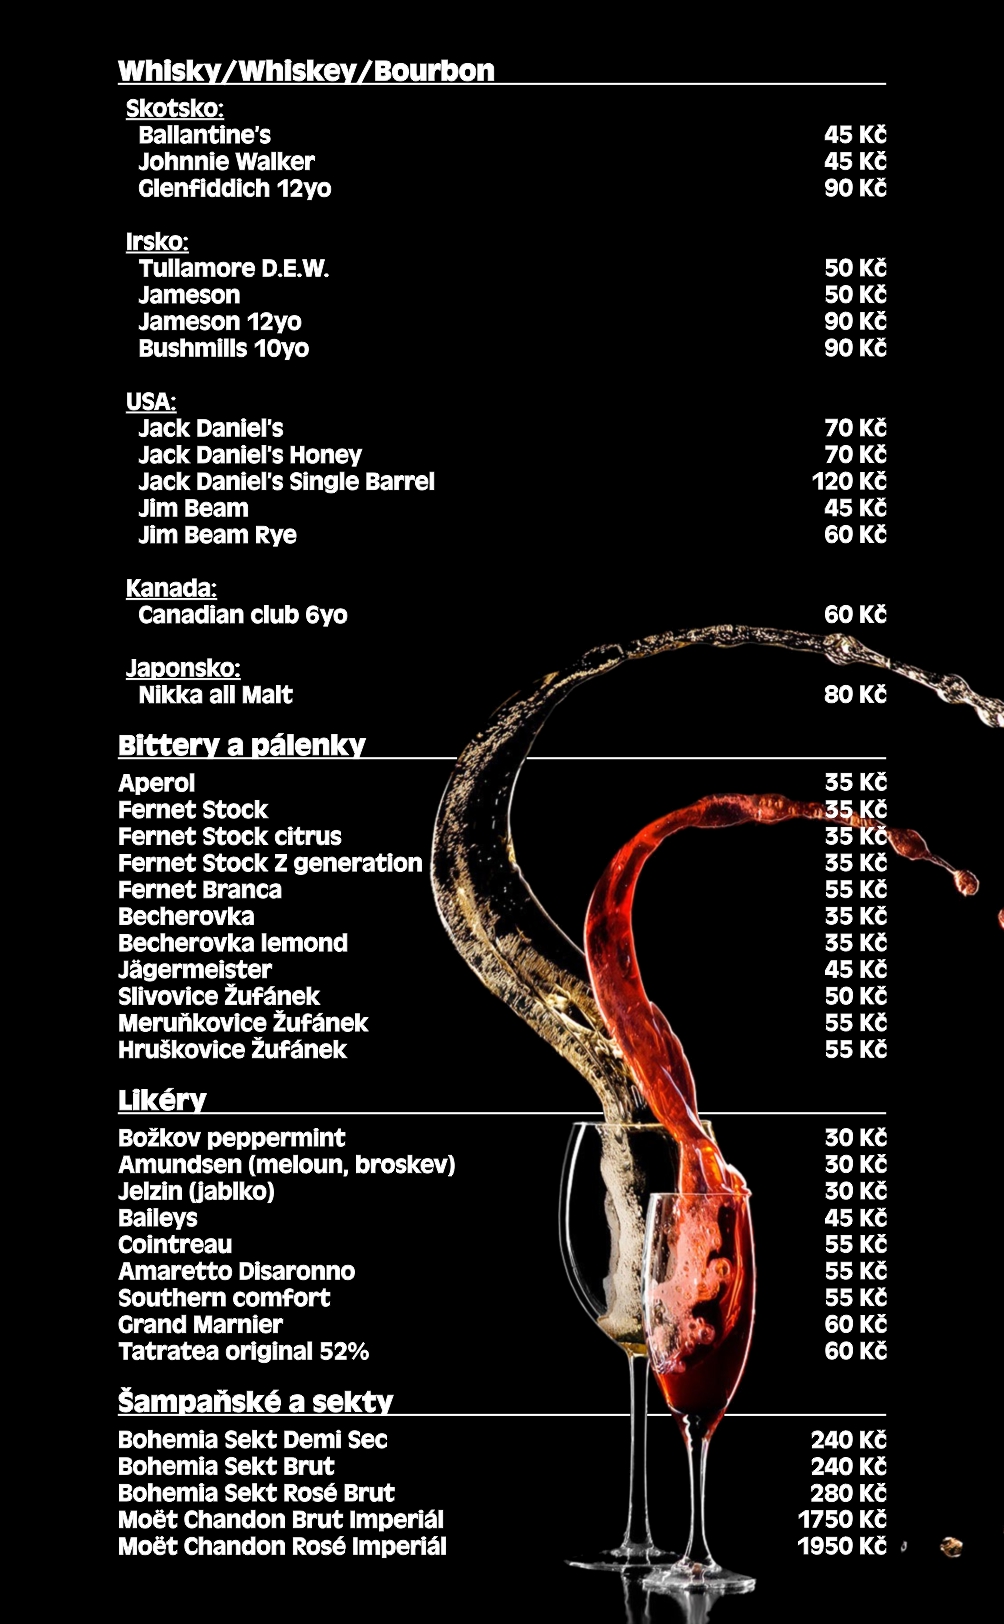 Whisky/Whiskey/Bourbon
Skotsko:
Ballantine's 45 Kč
Johnnie Walker 45 Kč
Glenfiddich 12yo 90 Kč
Irsko:
Tullamore D.E.W. 50 Kč
Jameson 50 Kč
Jameson 12yo 90 Kč
Bushmills 10yo 90 Kč
USA:
Jack Daniel's 70 Kč
Jack Daniel's Honey 70 Kč
Jack Daniel's Single Barrel 120 Kč
Jim Beam 45 Kč
Jim Beam Rye 60 Kč
Kanada:
Canadian club 6yo 60 Kč
Japonsko:
Nikka all Malt 80 Kč
Bittery a pálenky
Aperol 35 Kč
Fernet Stock 35 Kč
Fernet Stock citrus 35 Kč
Fernet Stock Z generation 35 Kč
Fernet Branca 55 Kč
Becherovka 35 Kč
Becherovka lemond 35 Kč
Jägermeister 45 Kč
Slivovice Žufánek 50 Kč
Meruňkovice Žufánek 55 Kč
Hruškovice Žufánek 55 Kč
Likéry
Božkov peppermint 30 Kč
Amundsen (meloun, broskev) 30 Kč
Jelzin (jablko) 30 Kč
Baileys 45 Kč
Cointreau 55 Kč
Amaretto Disaronno 55 Kč
Southern comfort 55 Kč
Grand Marnier 60 Kč
Tatratea original 52% 60 Kč
Šampaňské a sekty
Bohemia Sekt Demi Sec 240 Kč
Bohemia Sekt Brut 240 Kč
Bohemia Sekt Rosé Brut 280 Kč
Moët Chandon Brut Imperiál 1750 Kč
Moët Chandon Rosé Imperiál 1950 Kč